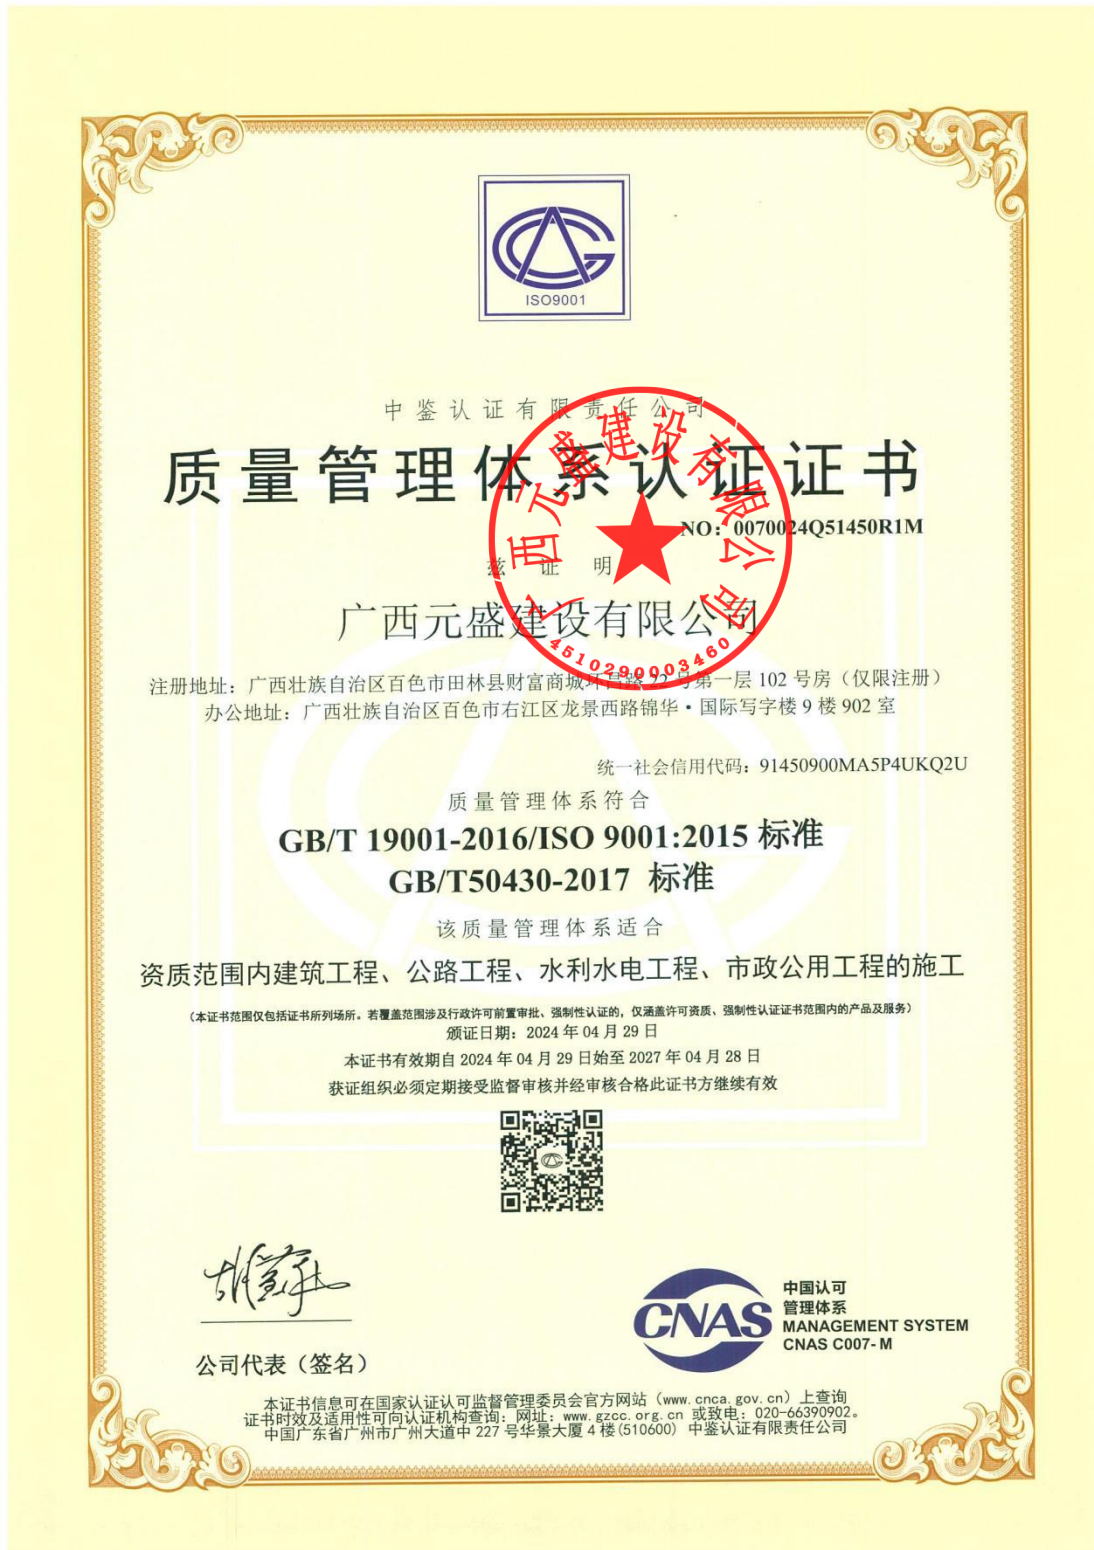 ISO9001
中鉴认证有限责任公司
质量管理体系认证证书
NO：0070024Q51450R1M
兹证明
广西元盛建设有限公司
广西元盛建设有限公司
4510290003460
注册地址：广西壮族自治区百色市田林县财富商城环昌路 22 号第一层 102 号房（仅限注册）
办公地址：广西壮族自治区百色市右江区龙景西路锦华•国际写字楼 9 楼 902 室
统一社会信用代码：91450900MA5P4UKQ2U
质量管理体系符合
GB/T 19001-2016/ISO 9001:2015 标准
GB/T50430-2017 标准
该质量管理体系适合
资质范围内建筑工程、公路工程、水利水电工程、市政公用工程的施工
（本证书范围仅包括证书所列场所。若覆盖范围涉及行政许可前置审批、强制性认证的，仅涵盖许可资质、强制性认证证书范围内的产品及服务）
颁证日期：2024 年 04 月 29 日
本证书有效期自 2024 年 04 月 29 日始至 2027 年 04 月 28 日
获证组织必须定期接受监督审核并经审核合格此证书方继续有效
公司代表（签名）
CNAS
中国认可
管理体系
MANAGEMENT SYSTEM
CNAS C007-M
本证书信息可在国家认证认可监督管理委员会官方网站（www.cnca.gov.cn）上查询
证书时效及适用性可向认证机构查询：网址：www.gzcc.org.cn 或致电：020-66390902。
中国广东省广州市广州大道中 227 号华景大厦 4 楼(510600) 中鉴认证有限责任公司